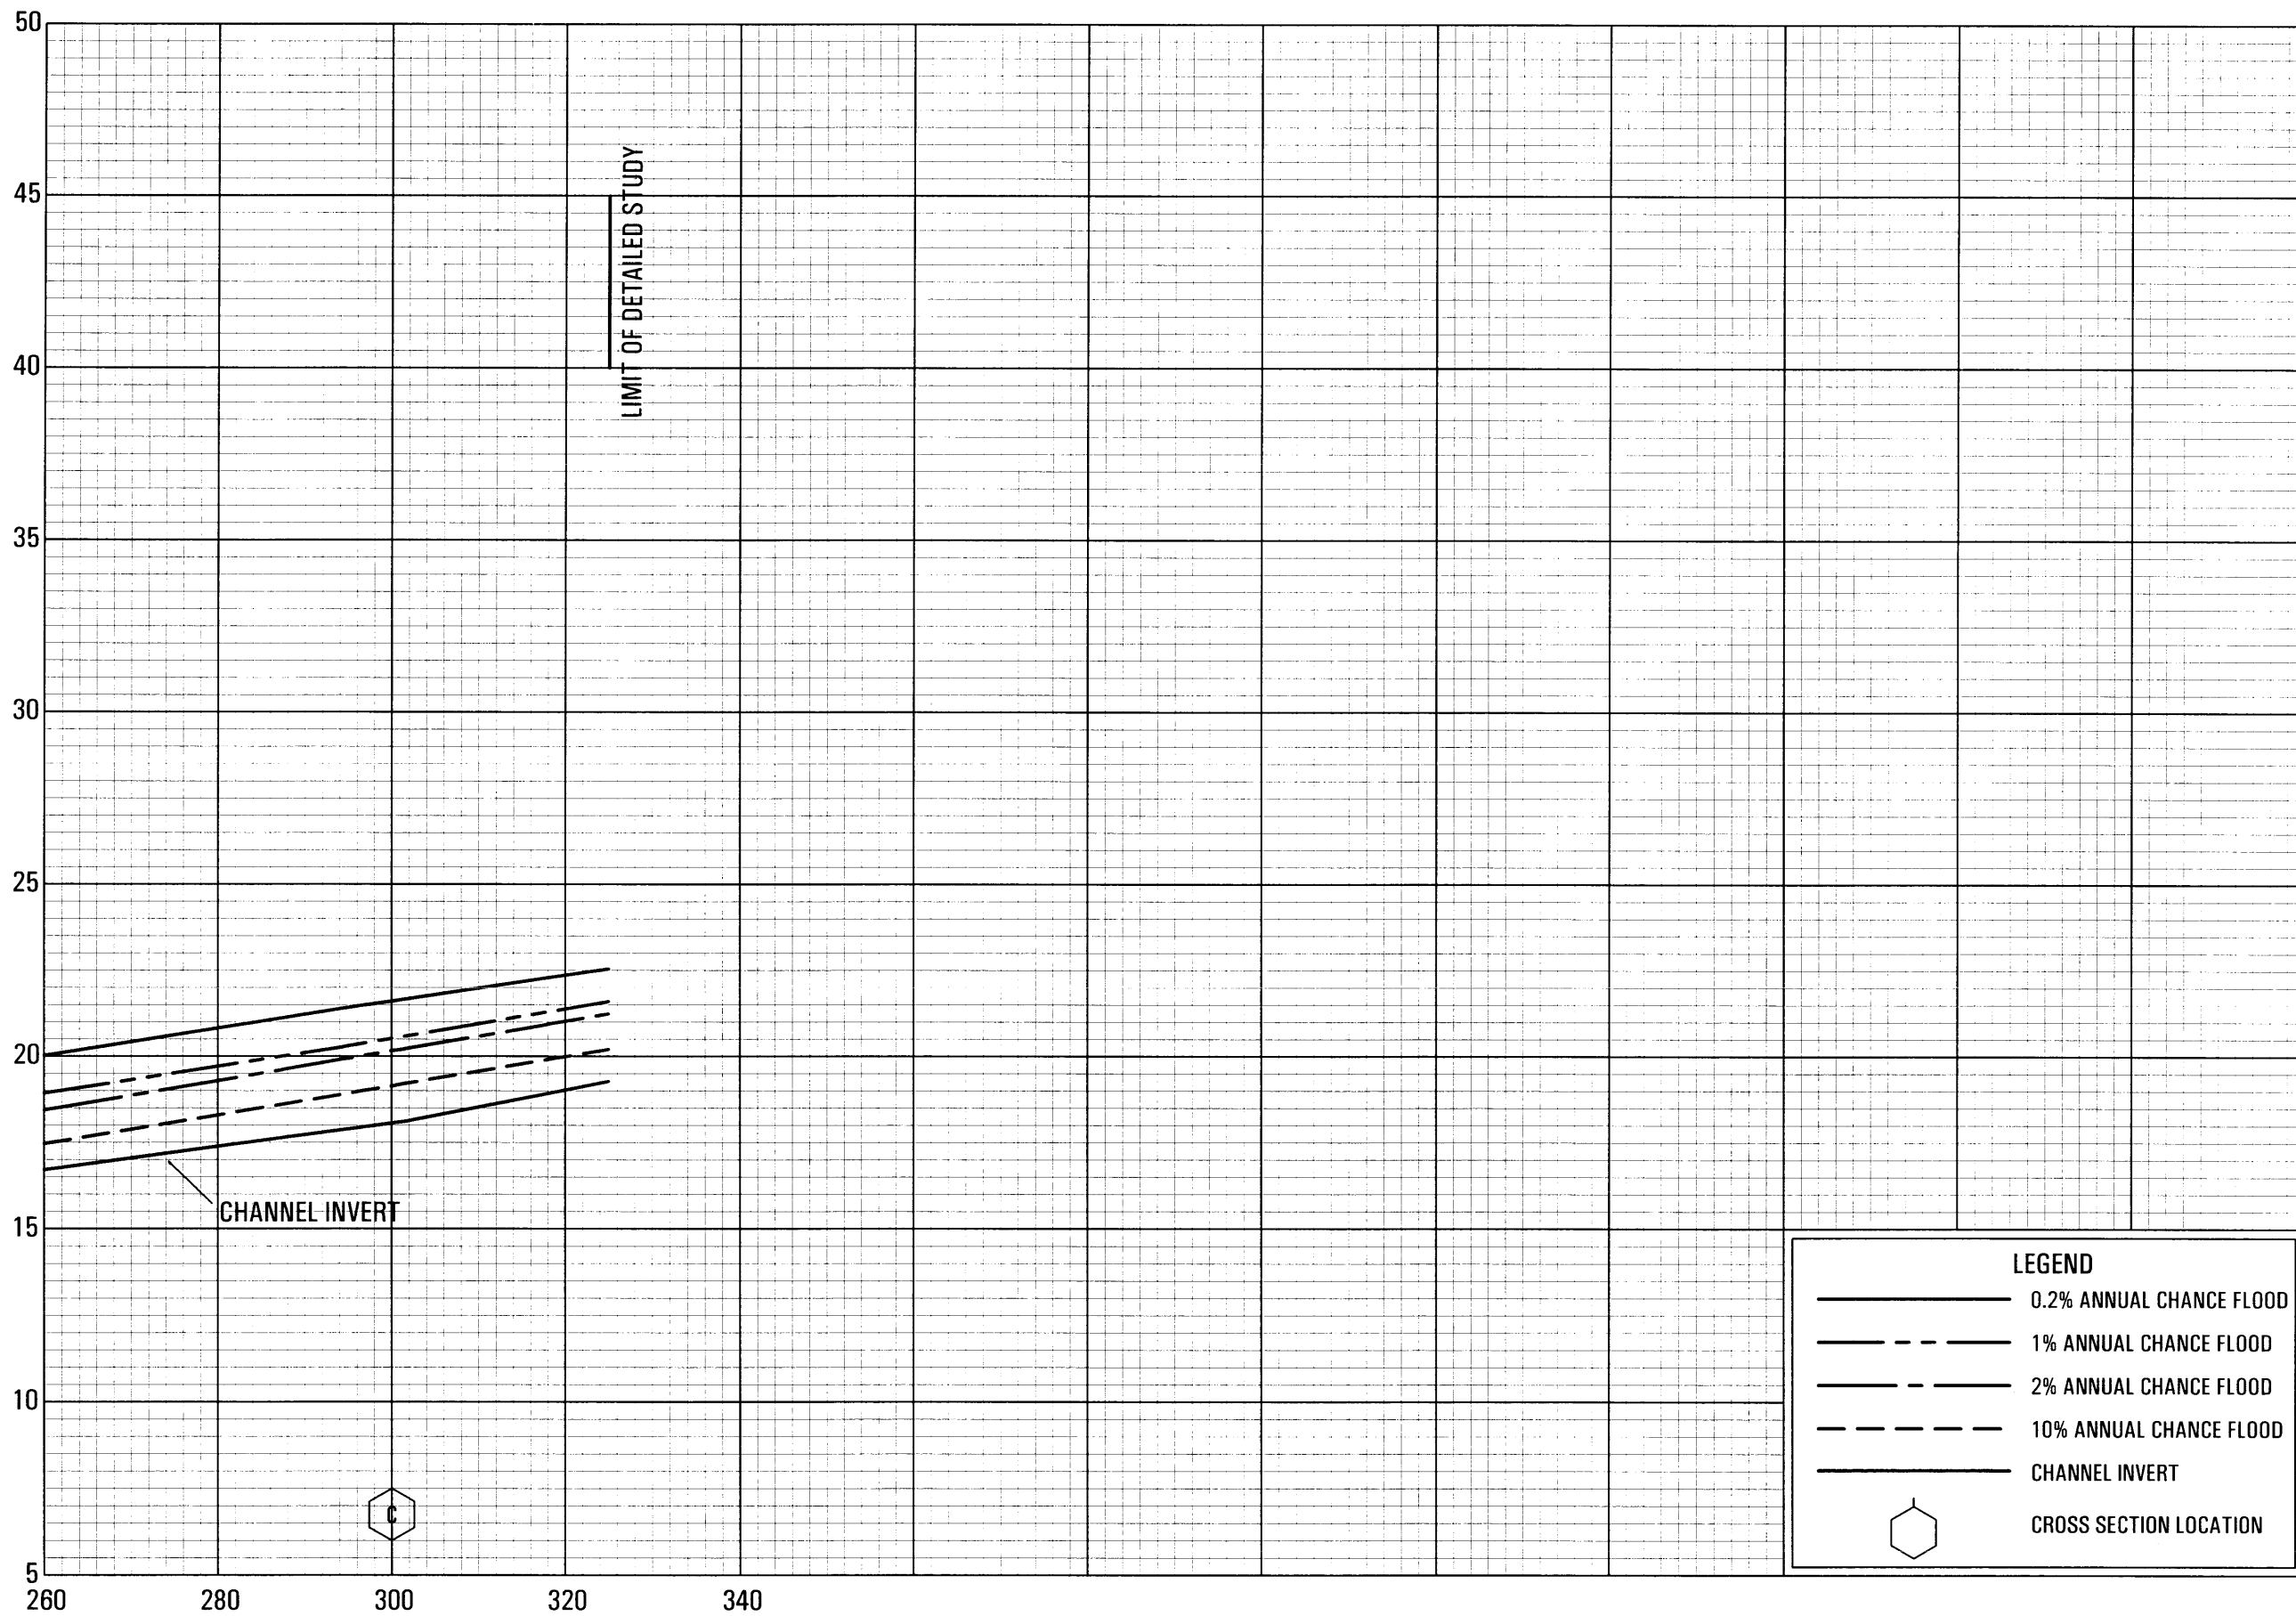 50
45
40
35
30
25
20
15
10
5
260 280 300 320 340
LIMIT OF DETAILED STUDY
CHANNEL INVERT
C
LEGEND
0.2% ANNUAL CHANCE FLOOD
1% ANNUAL CHANCE FLOOD
2% ANNUAL CHANCE FLOOD
10% ANNUAL CHANCE FLOOD
CHANNEL INVERT
CROSS SECTION LOCATION